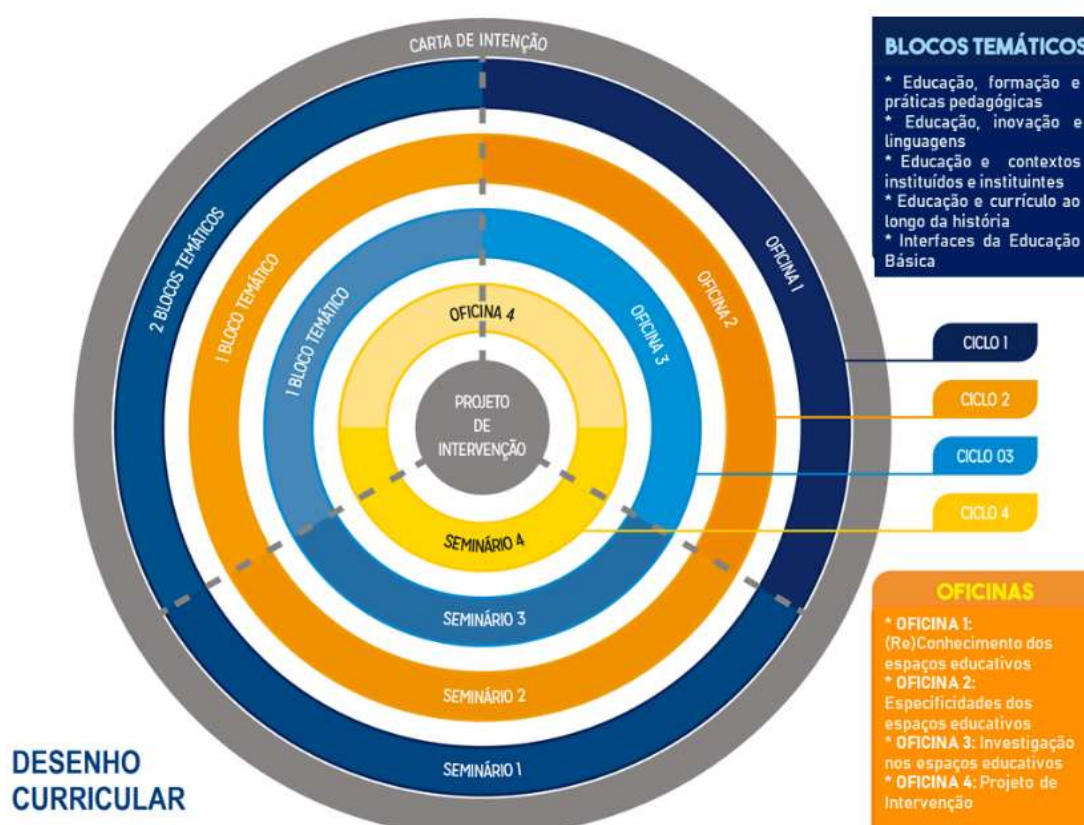 CARTA DE INTENÇÃO
2 BLOCOS TEMÁTICOS
OFICINA 1
SEMINÁRIO 1
1 BLOCO TEMÁTICO
OFICINA 2
SEMINÁRIO 2
1 BLOCO TEMÁTICO
OFICINA 3
SEMINÁRIO 3
OFICINA 4
SEMINÁRIO 4
PROJETO
DE
INTERVENÇÃO
BLOCOS TEMÁTICOS
* Educação, formação e
práticas pedagógicas
* Educação, inovação e
linguagens
* Educação e contextos
instituídos e instituintes
* Educação e currículo ao
longo da história
* Interfaces da Educação
Básica
CICLO 1
CICLO 2
CICLO 03
CICLO 4
OFICINAS
* OFICINA 1:
(Re)Conhecimento dos
espaços educativos
* OFICINA 2:
Especificidades dos
espaços educativos
* OFICINA 3: Investigação
nos espaços educativos
* OFICINA 4: Projeto de
Intervenção
DESENHO
CURRICULAR